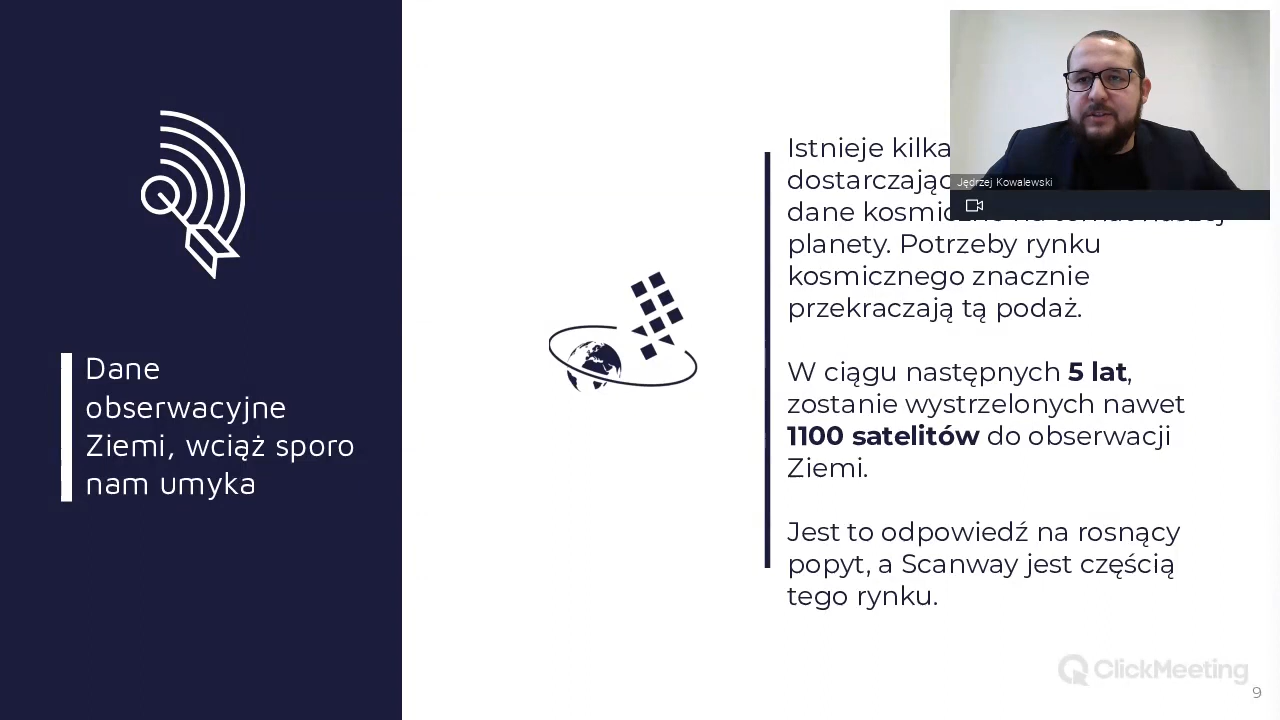 Dane
obserwacyjne
Ziemi, wciąż sporo
nam umyka
Istnieje kilka
dane
planety. Potrzeby rynku
kosmicznego znacznie
przekraczają tą podaż.
W ciągu następnych 5 lat,
zostanie wystrzelonych nawet
1100 satelitów do obserwacji
Ziemi.
Jest to odpowiedź na rosnący
popyt, a Scanway jest częścią
tego rynku.
Jędrzej Kowalewski
ClickMeeting
9